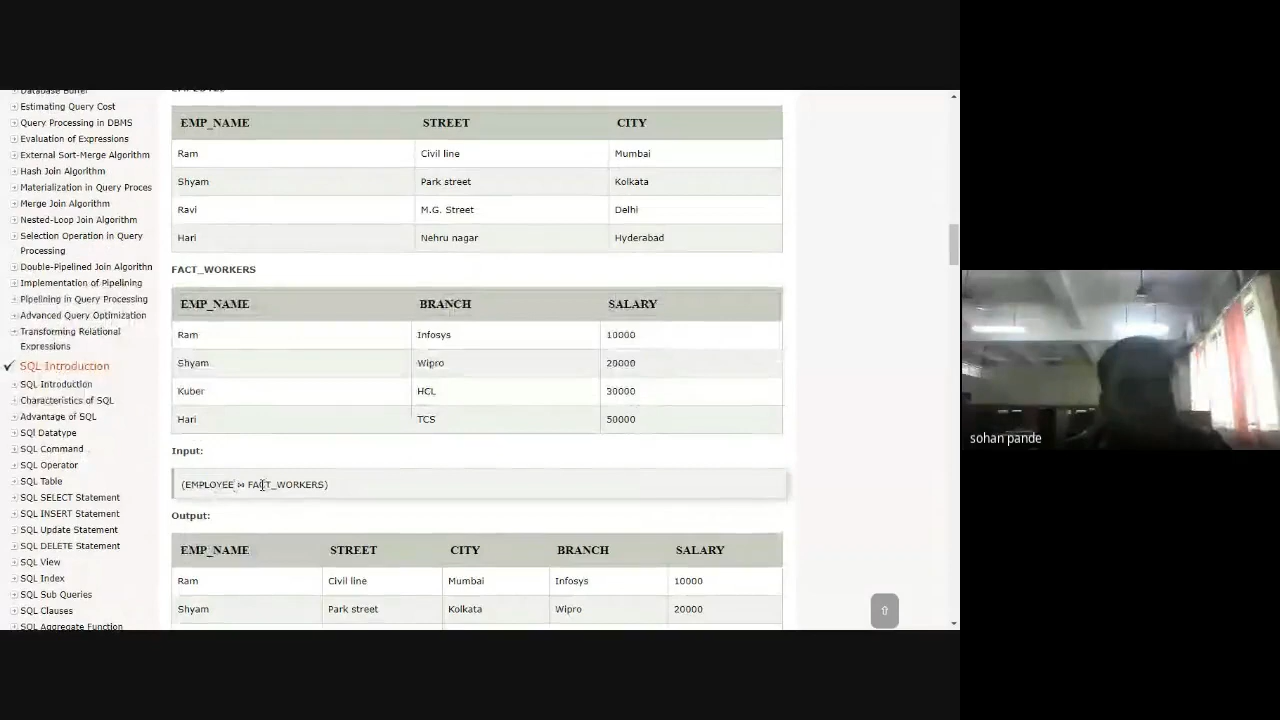 Estimating Query Cost
Query Processing in DBMS
Evaluation of Expressions
External Sort-Merge Algorithm
Hash Join Algorithm
Materialization in Query Proces
Merge Join Algorithm
Nested-Loop Join Algorithm
Selection Operation in Query
Processing
Double-Pipelined Join Algorithm
Implementation of Pipelining
Pipelining in Query Processing
Advanced Query Optimization
Transforming Relational
Expressions
SQL Introduction
SQL Introduction
Characteristics of SQL
Advantage of SQL
SQl Datatype
SQL Command
SQL Operator
SQL Table
SQL SELECT Statement
SQL INSERT Statement
SQL Update Statement
SQL DELETE Statement
SQL View
SQL Index
SQL Sub Queries
SQL Clauses
SQL Aggregate Function
EMPLOYEE
EMP_NAME STREET CITY
Ram Civil line Mumbai
Shyam Park street Kolkata
Ravi M.G. Street Delhi
Hari Nehru nagar Hyderabad
FACT_WORKERS
EMP_NAME BRANCH SALARY
Ram Infosys 10000
Shyam Wipro 20000
Kuber HCL 30000
Hari TCS 50000
Input:
(EMPLOYEE ⋈ FACT_WORKERS)
Output:
EMP_NAME STREET CITY BRANCH SALARY
Ram Civil line Mumbai Infosys 10000
Shyam Park street Kolkata Wipro 20000
sohan pande